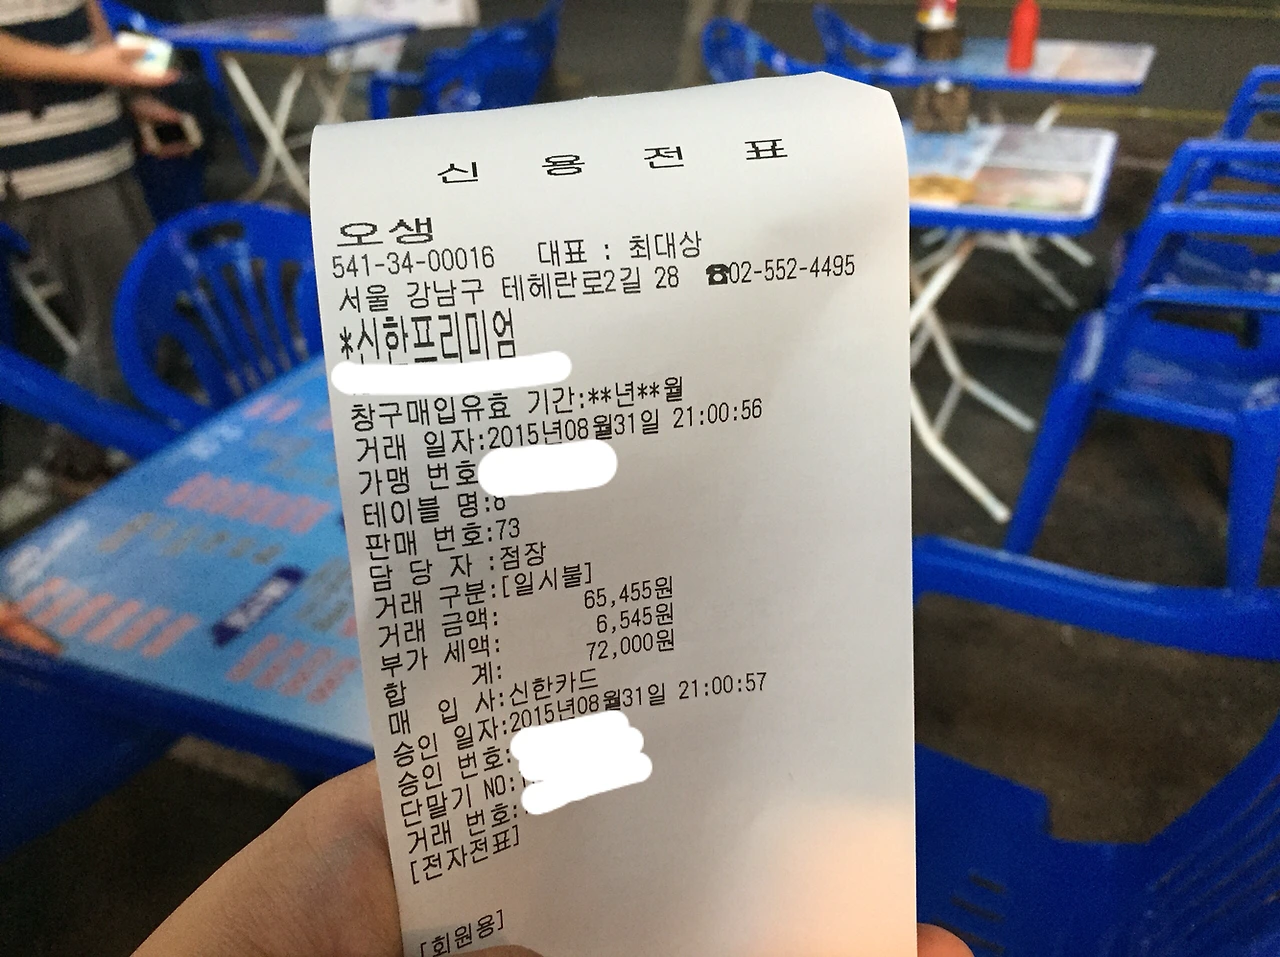 신 용 전 표
오생
541-34-00016 대표 : 최대상
서울 강남구 테헤란로2길 28 ☎02-552-4495
*신한프리미엄
창구매입유효 기간:**년**월
거래 일자:2015년08월31일 21:00:56
가맹 번호
테이블 명:8
판매 번호:73
담 당 자 :점장
거래 구분:[일시불]
거래 금액: 65,455원
부가 세액: 6,545원
합 계: 72,000원
매 입 사:신한카드
승인 일자:2015년08월31일 21:00:57
승인 번호:
단말기 NO:
거래 번호:
[전자전표]
[회원용]